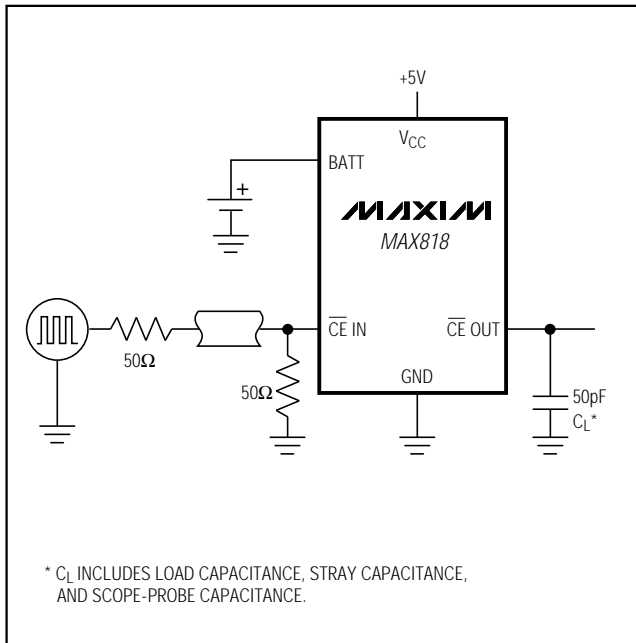 +5V
VCC
BATT
+
MAXIM
MAX818
CE IN
CE OUT
50Ω
50Ω
GND
50pF
CL*
* CL INCLUDES LOAD CAPACITANCE, STRAY CAPACITANCE,
AND SCOPE-PROBE CAPACITANCE.